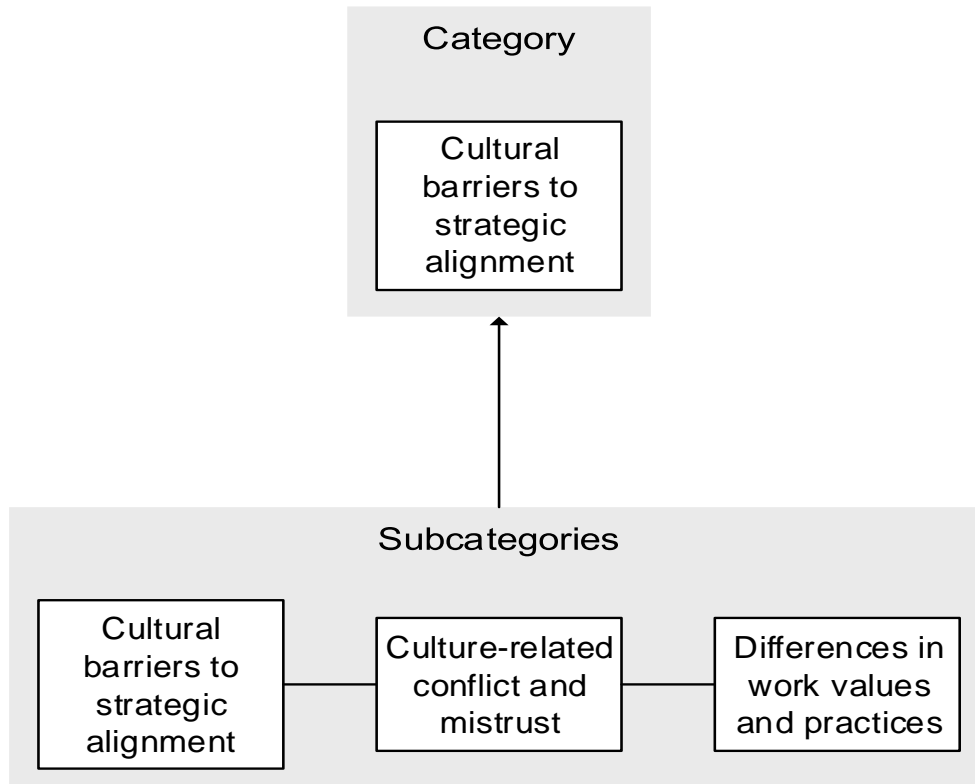 Category
Cultural
barriers to
strategic
alignment
Subcategories
Cultural
barriers to
strategic
alignment
Culture-related
conflict and
mistrust
Differences in
work values
and practices